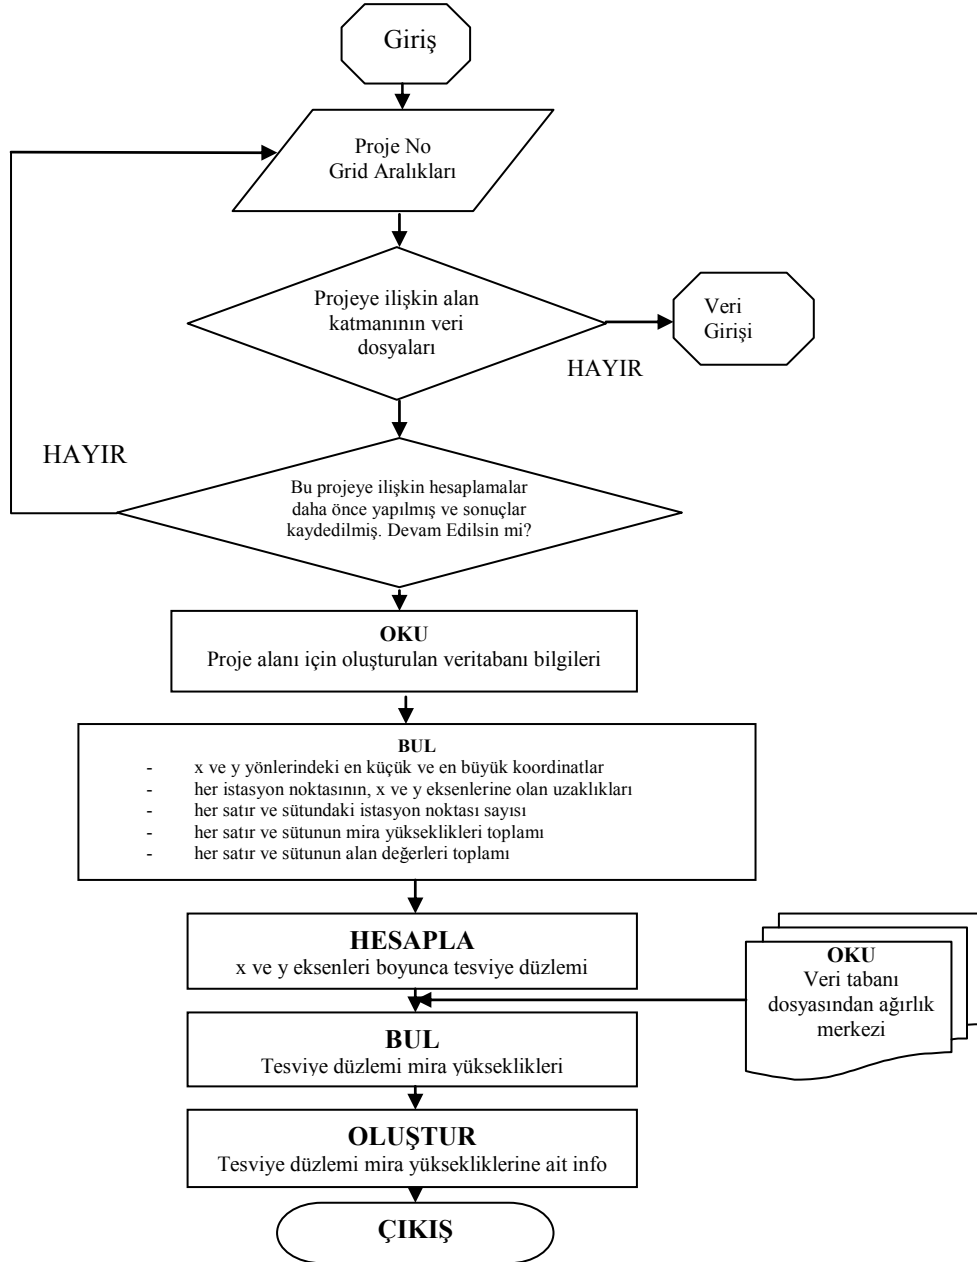 Giriş
Proje No
Grid Aralıkları
Projeye ilişkin alan
katmanının veri
dosyaları
Veri
Girişi
HAYIR
HAYIR
Bu projeye ilişkin hesaplamalar
daha önce yapılmış ve sonuçlar
kaydedilmiş. Devam Edilsin mi?
OKU
Proje alanı için oluşturulan veritabanı bilgileri
BUL
- x ve y yönlerindeki en küçük ve en büyük koordinatlar
- her istasyon noktasının, x ve y eksenlerine olan uzaklıkları
- her satır ve sütundaki istasyon noktası sayısı
- her satır ve sütunun mira yükseklikleri toplamı
- her satır ve sütunun alan değerleri toplamı
HESAPLA
x ve y eksenleri boyunca tesviye düzlemi
OKU
Veri tabanı
dosyasından ağırlık
merkezi
BUL
Tesviye düzlemi mira yükseklikleri
OLUŞTUR
Tesviye düzlemi mira yüksekliklerine ait info
ÇIKIŞ